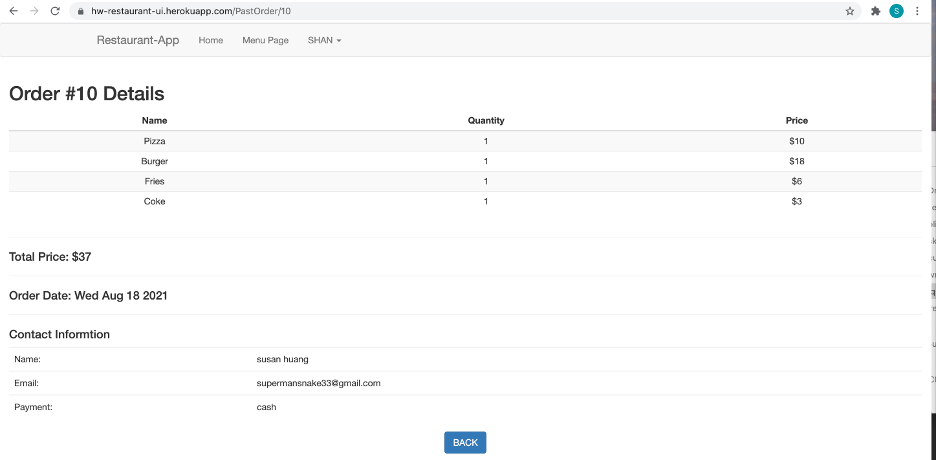 hw-restaurant-ui.herokuapp.com/PastOrder/10
S
Restaurant-App Home Menu Page SHAN
Order #10 Details
Name Quantity Price
Pizza 1 $10
Burger 1 $18
Fries 1 $6
Coke 1 $3
Total Price: $37
Order Date: Wed Aug 18 2021
Contact Informtion
Name: susan huang
Email: supermansnake33@gmail.com
Payment: cash
BACK